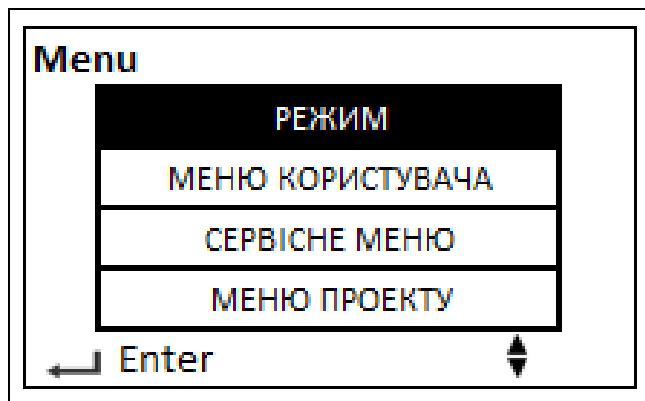 Menu
РЕЖИМ
МЕНЮ КОРИСТУВАЧА
СЕРВІСНЕ МЕНЮ
МЕНЮ ПРОЕКТУ
Enter